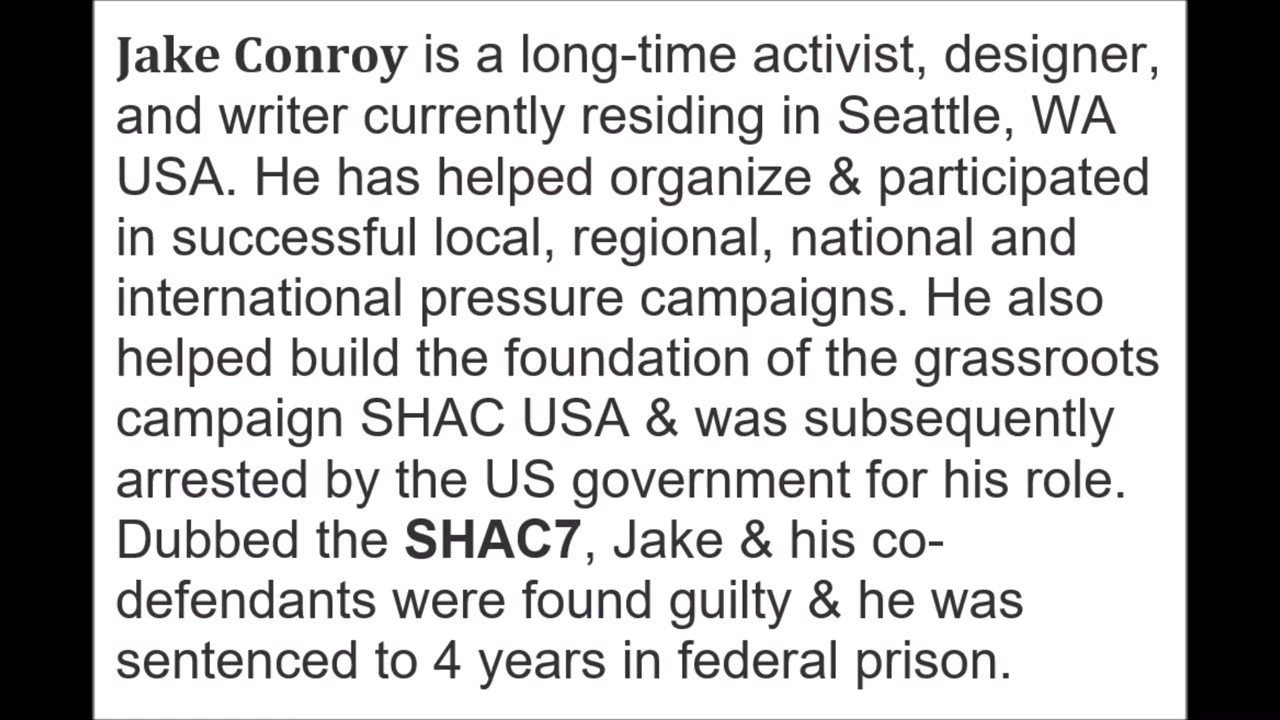 Jake Conroy is a long-time activist, designer,
and writer currently residing in Seattle, WA
USA. He has helped organize & participated
in successful local, regional, national and
international pressure campaigns. He also
helped build the foundation of the grassroots
campaign SHAC USA & was subsequently
arrested by the US government for his role.
Dubbed the SHAC7, Jake & his co-
defendants were found guilty & he was
sentenced to 4 years in federal prison.